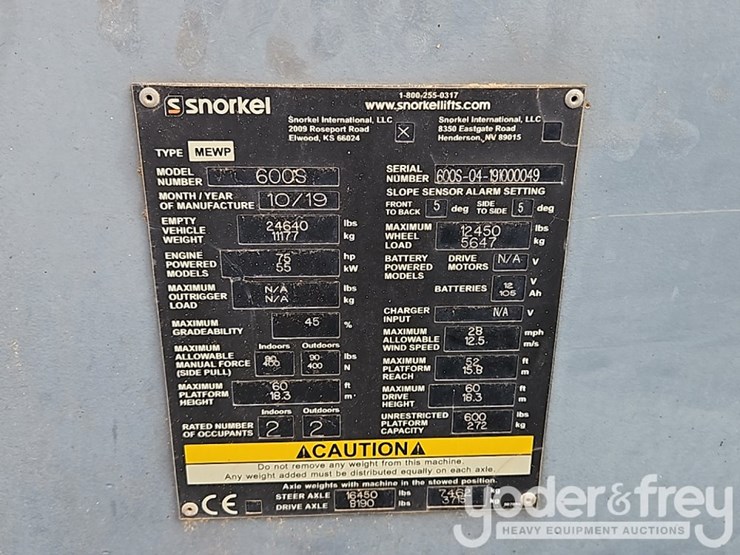 snorkel
1-800-255-0317
www.snorkellifts.com
Snorkel International, LLC
2009 Roseport Road
Elwood, KS 66024
Snorkel International, LLC
8350 Eastgate Road
Henderson, NV 89015
TYPE MEWP
MODEL NUMBER 600S
SERIAL NUMBER 600S-04-191000049
MONTH / YEAR OF MANUFACTURE 10/19
SLOPE SENSOR ALARM SETTING
FRONT TO BACK 5 deg SIDE TO SIDE 5 deg
EMPTY VEHICLE WEIGHT 24640 lbs 11177 kg
MAXIMUM WHEEL LOAD 12450 lbs 5647 kg
ENGINE POWERED MODELS 75 hp 55 kW
BATTERY POWERED MODELS DRIVE MOTORS N/A V
BATTERIES 12 V 105 Ah
MAXIMUM OUTRIGGER LOAD N/A lbs N/A kg
CHARGER INPUT N/A V
MAXIMUM GRADEABILITY 45 %
MAXIMUM ALLOWABLE WIND SPEED 28 mph 12.5 m/s
Indoors Outdoors
MAXIMUM ALLOWABLE MANUAL FORCE (SIDE PULL) 90 400 90 400 lbs N
MAXIMUM PLATFORM REACH 52 ft 15.8 m
MAXIMUM PLATFORM HEIGHT 60 ft 18.3 m
MAXIMUM DRIVE HEIGHT 60 ft 18.3 m
Indoors Outdoors
RATED NUMBER OF OCCUPANTS 2 2
UNRESTRICTED PLATFORM CAPACITY 600 lbs 272 kg
CAUTION
Do not remove any weight from this machine.
Any weight added must be distributed equally on each axle.
Axle weights with machine in the stowed position.
CE
STEER AXLE 16450 lbs 7462
DRIVE AXLE 8190 lbs 3715
yoder&frey
HEAVY EQUIPMENT AUCTIONS